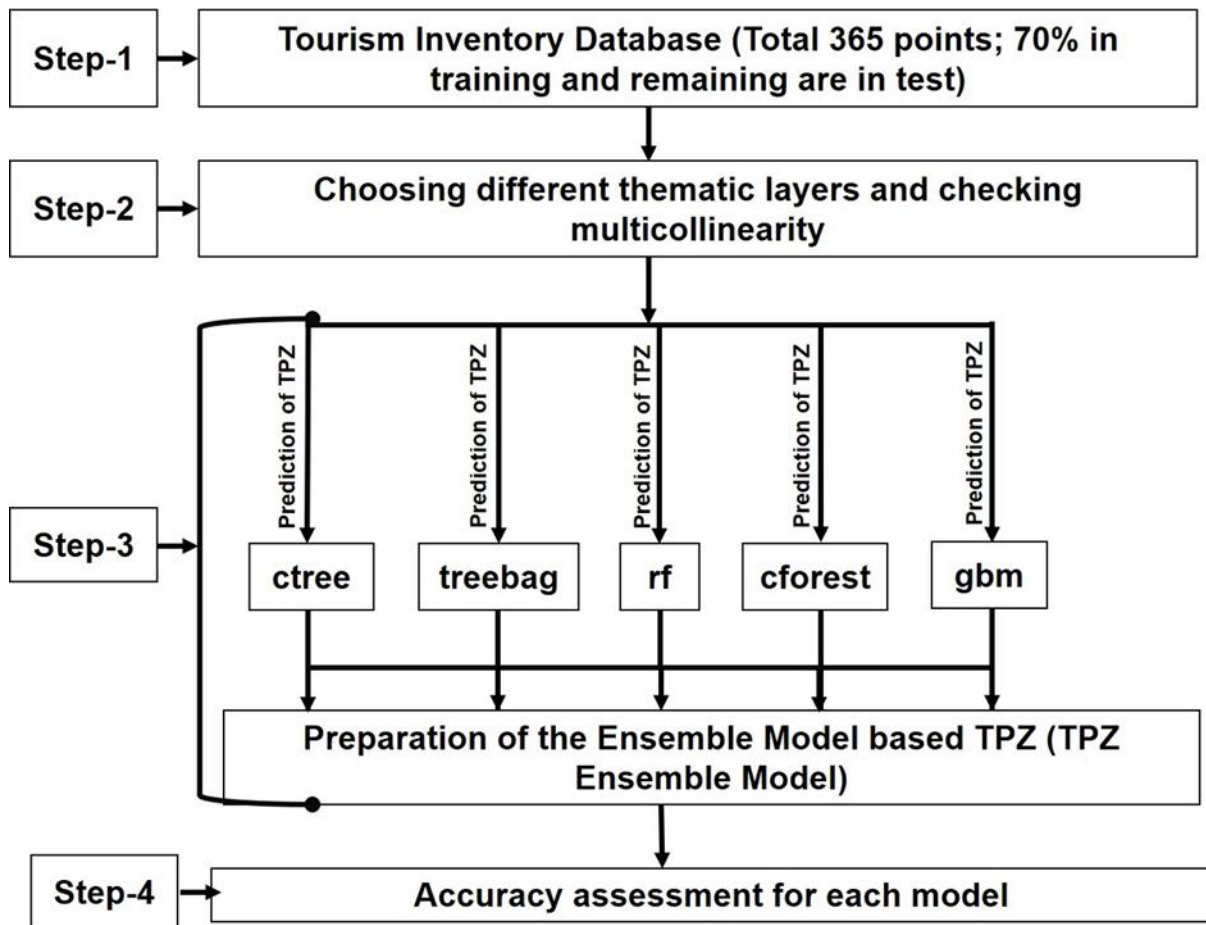 Step-1
Tourism Inventory Database (Total 365 points; 70% in
training and remaining are in test)
Step-2
Choosing different thematic layers and checking
multicollinearity
Step-3
Prediction of TPZ
Prediction of TPZ
Prediction of TPZ
Prediction of TPZ
Prediction of TPZ
ctree
treebag
rf
cforest
gbm
Preparation of the Ensemble Model based TPZ (TPZ
Ensemble Model)
Step-4
Accuracy assessment for each model